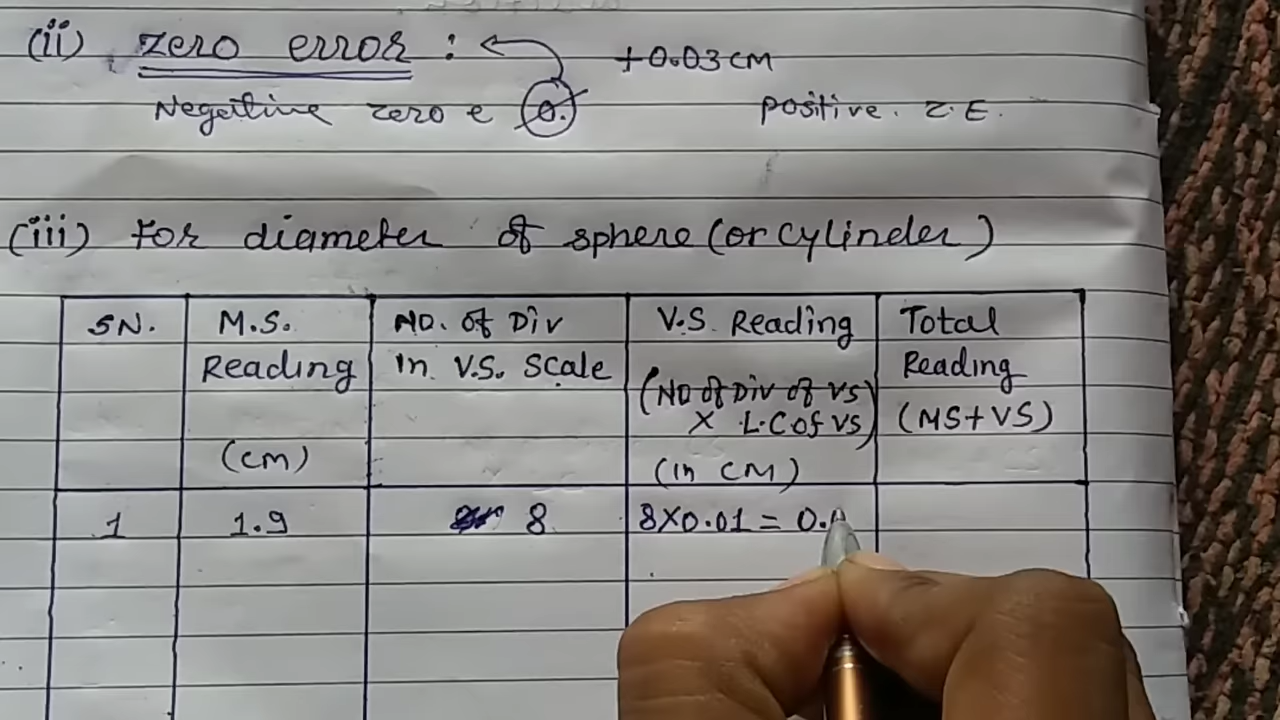 (ii) zero error : +0.03 cm
Negative zero e positive. Z.E.
(iii) For diameter of sphere (or cylinder)
SN. M.S. NO. of Div V.S. Reading Total
Reading In V.S. Scale Reading
(NO of Div of VS
X L.C of VS) (MS+VS)
(cm) (in cm)
1 1.9 8 8X0.01 = 0.0